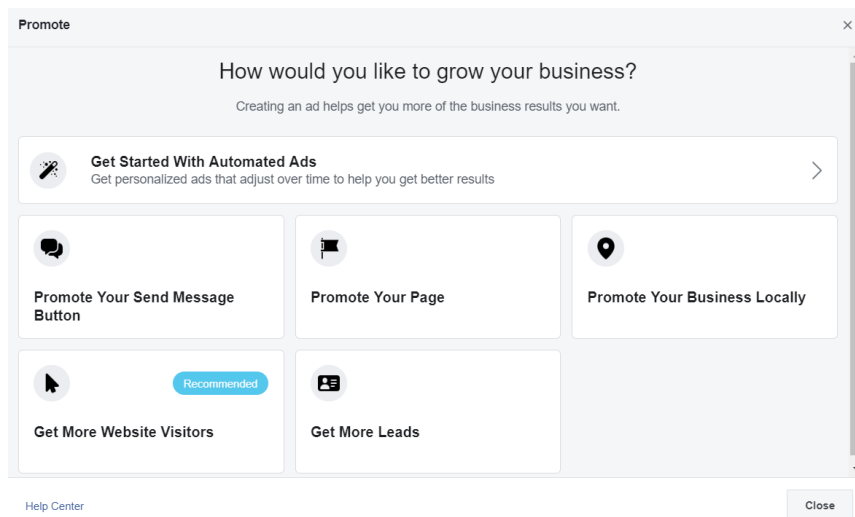 Promote
How would you like to grow your business?
Creating an ad helps get you more of the business results you want.
Get Started With Automated Ads
Get personalized ads that adjust over time to help you get better results
Promote Your Send Message
Button
Promote Your Page
Promote Your Business Locally
Recommended
Get More Website Visitors
Get More Leads
Help Center
Close